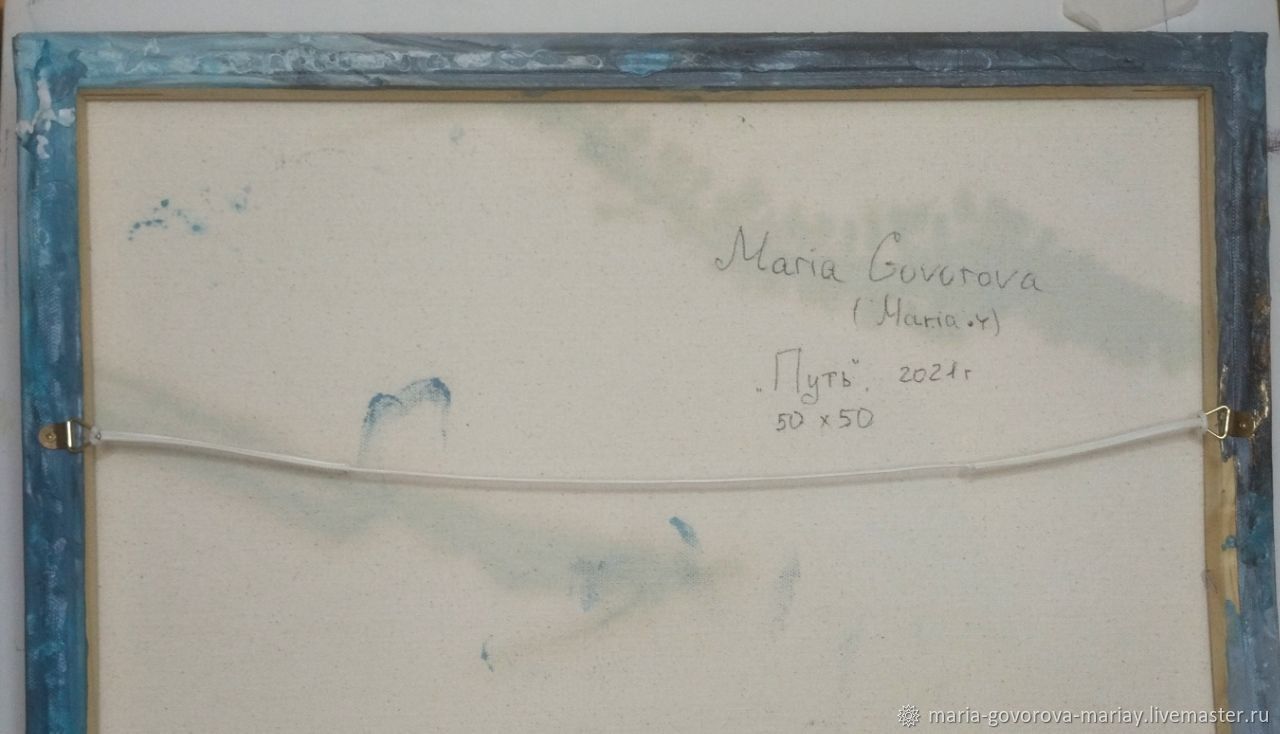 Maria Govorova
(Maria.y)
„Путь". 2021г
50 x 50
maria-govorova-mariay.livemaster.ru